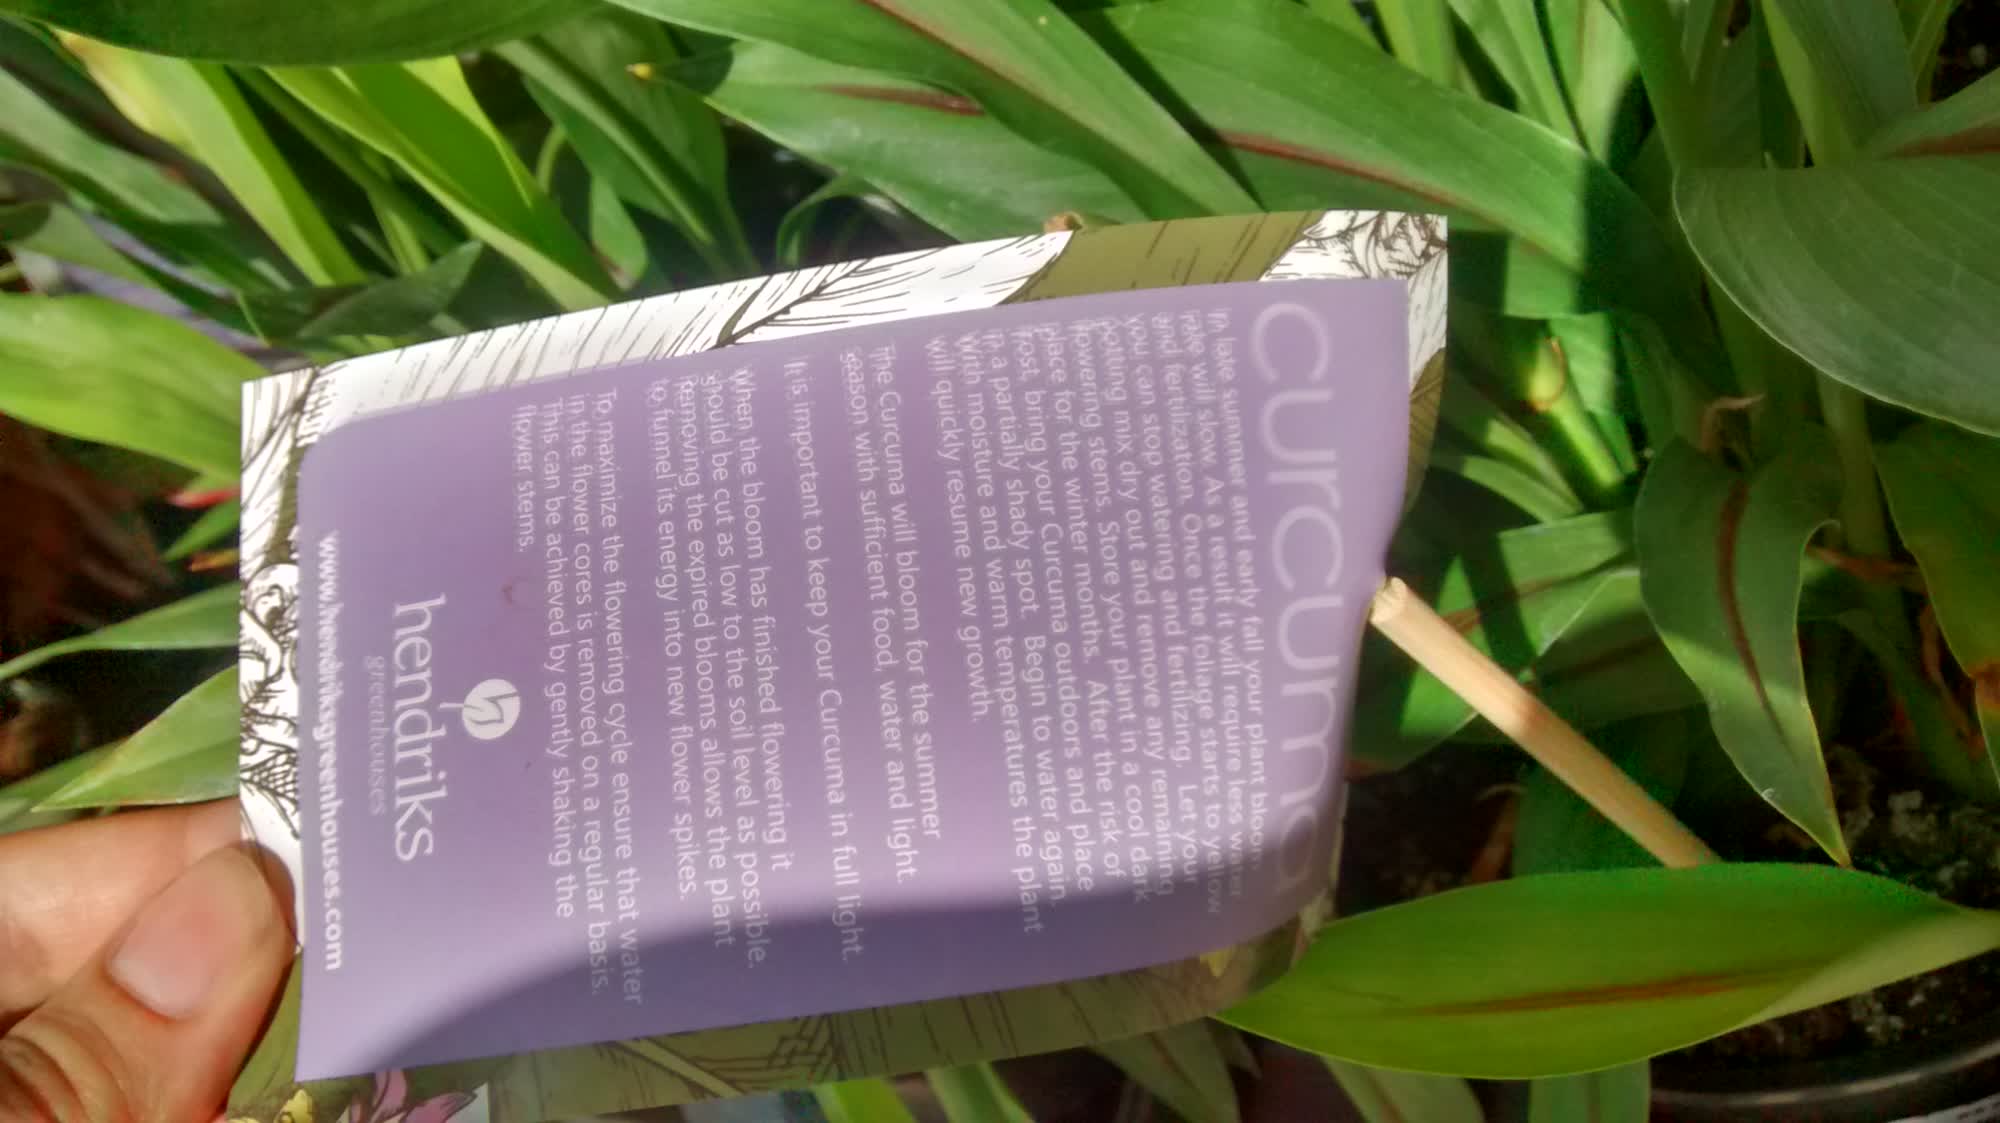 curcuma
In late summer and early fall your plant bloom
rate will slow. As a result it will require less water
and fertilization. Once the foliage starts to yellow
you can stop watering and fertilizing. Let your
potting mix dry out and remove any remaining
flowering stems. Store your plant in a cool dark
place for the winter months. After the risk of
frost, bring your Curcuma outdoors and place
in a partially shady spot. Begin to water again.
With moisture and warm temperatures the plant
will quickly resume new growth.
The Curcuma will bloom for the summer
season with sufficient food, water and light.
It is important to keep your Curcuma in full light.
When the bloom has finished flowering it
should be cut as low to the soil level as possible.
Removing the expired blooms allows the plant
to funnel its energy into new flower spikes.
To maximize the flowering cycle ensure that water
in the flower cores is removed on a regular basis.
This can be achieved by gently shaking the
flower stems.
hendriks
greenhouses
www.hendriksgreenhouses.com